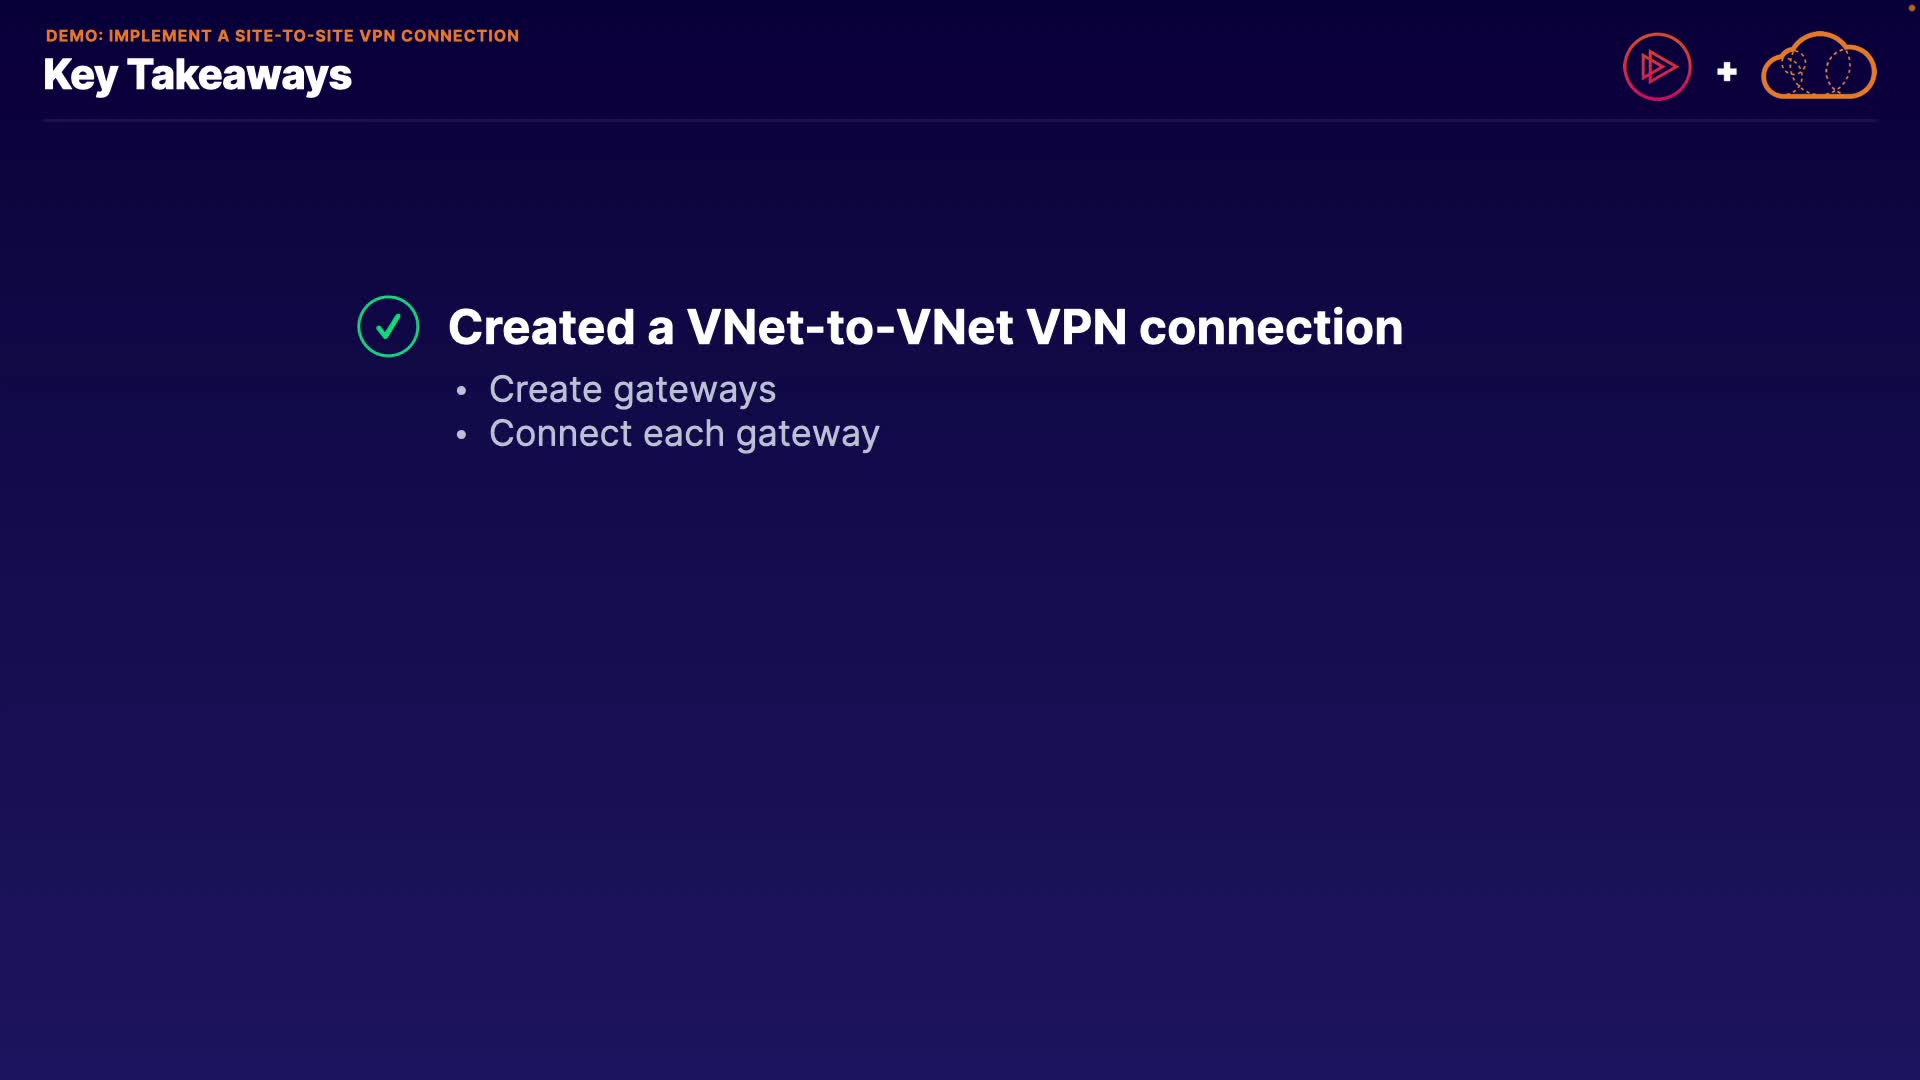 DEMO: IMPLEMENT A SITE-TO-SITE VPN CONNECTION
Key Takeaways
+
Created a VNet-to-VNet VPN connection
• Create gateways
• Connect each gateway